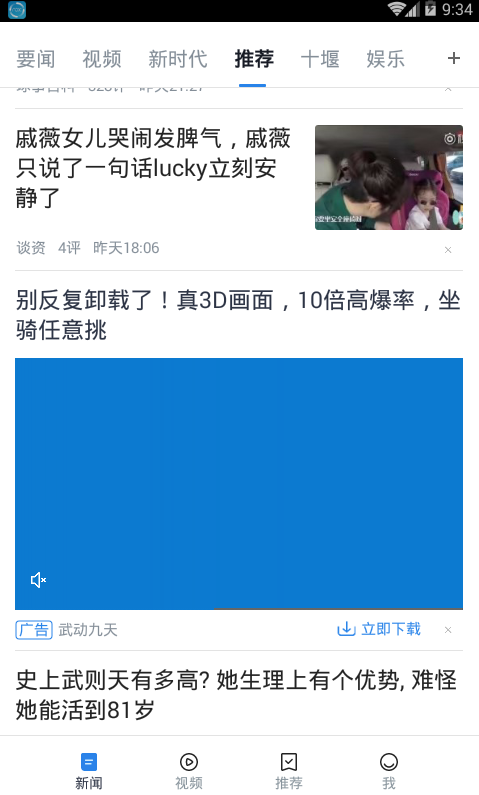 9:34
要闻 视频 新时代 推荐 十堰 娱乐 +
戚薇女儿哭闹发脾气，戚薇
只说了一句话lucky立刻安
静了
谈资 4评 昨天18:06
别反复卸载了！真3D画面，10倍高爆率，坐
骑任意挑
广告 武动九天 立即下载
史上武则天有多高? 她生理上有个优势, 难怪
她能活到81岁
新闻 视频 推荐 我